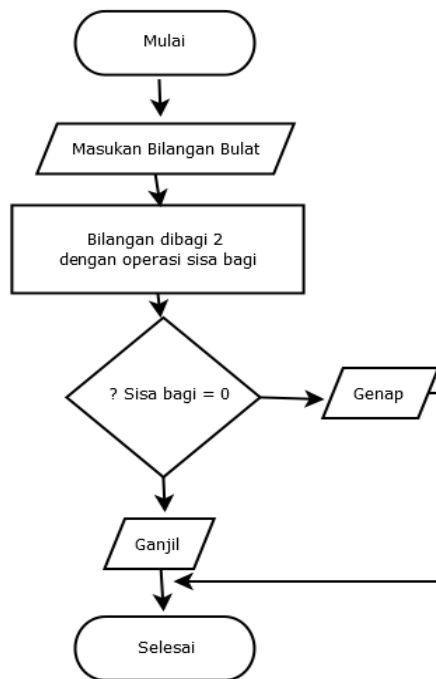 Mulai
Masukan Bilangan Bulat
Bilangan dibagi 2
dengan operasi sisa bagi
? Sisa bagi = 0
Genap
Ganjil
Selesai